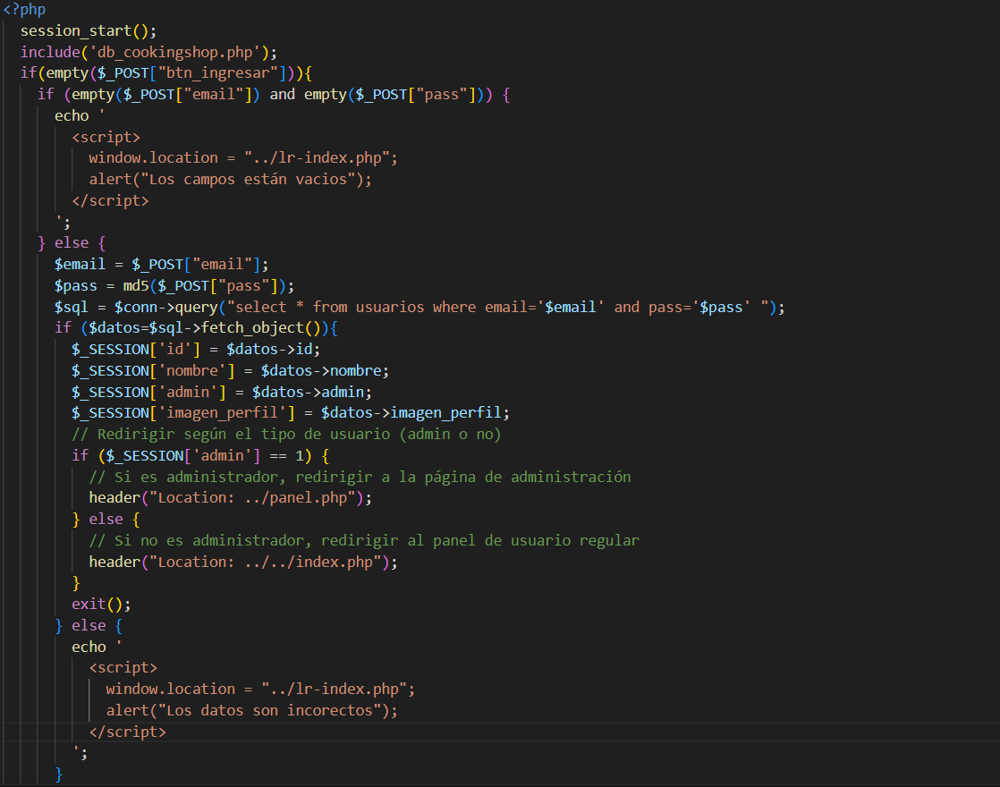 <?php
session_start();
include('db_cookingshop.php');
if(empty($_POST["btn_ingresar"])){
if (empty($_POST["email"]) and empty($_POST["pass"])) {
echo '
<script>
window.location = "../lr-index.php";
alert("Los campos están vacios");
</script>
';
} else {
$email = $_POST["email"];
$pass = md5($_POST["pass"]);
$sql = $conn->query("select * from usuarios where email='$email' and pass='$pass' ");
if ($datos=$sql->fetch_object()){
$_SESSION['id'] = $datos->id;
$_SESSION['nombre'] = $datos->nombre;
$_SESSION['admin'] = $datos->admin;
$_SESSION['imagen_perfil'] = $datos->imagen_perfil;
// Redirigir según el tipo de usuario (admin o no)
if ($_SESSION['admin'] == 1) {
// Si es administrador, redirigir a la página de administración
header("Location: ../panel.php");
} else {
// Si no es administrador, redirigir al panel de usuario regular
header("Location: ../../index.php");
}
exit();
} else {
echo '
<script>
window.location = "../lr-index.php";
alert("Los datos son incorectos");
</script>
';
}